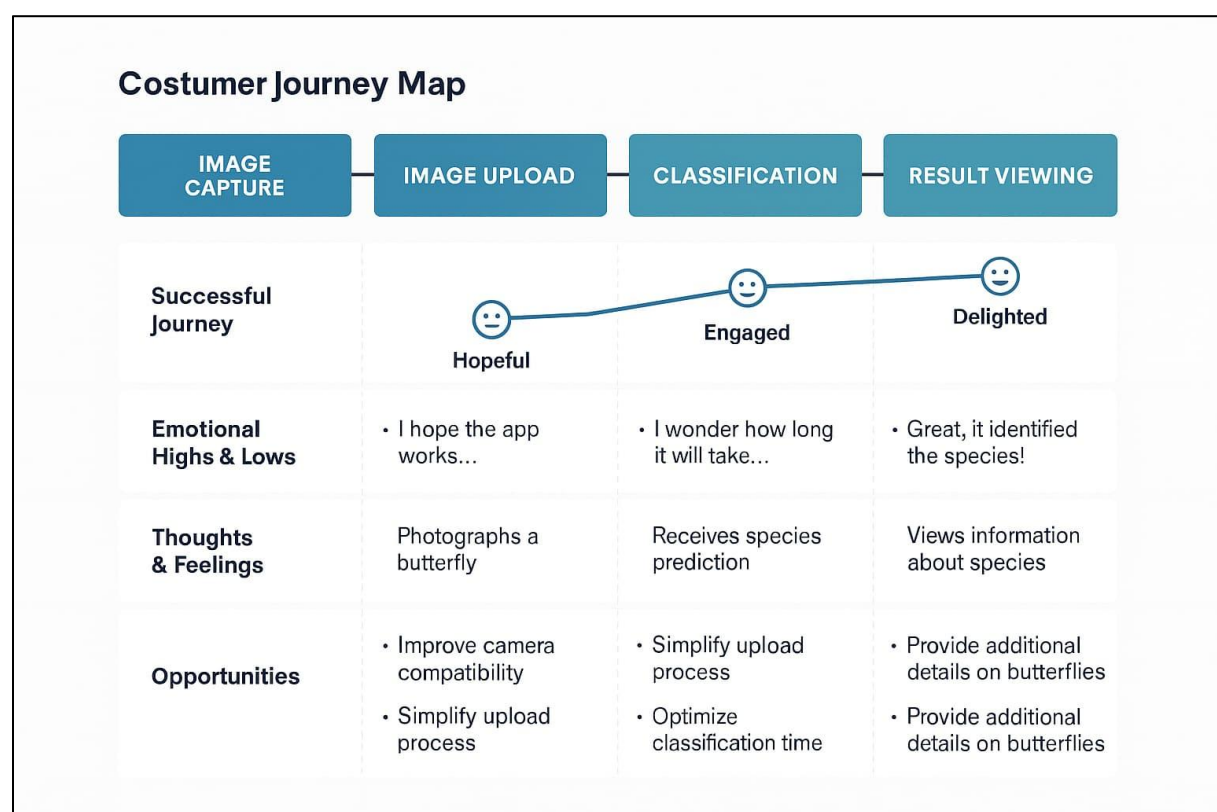 Costumer Journey Map
IMAGE
CAPTURE
IMAGE UPLOAD
CLASSIFICATION
RESULT VIEWING
Successful
Journey
Hopeful
Engaged
Delighted
Emotional
Highs & Lows
• I hope the app
works...
• I wonder how long
it will take...
• Great, it identified
the species!
Thoughts
& Feelings
Photographs a
butterfly
Receives species
prediction
Views information
about species
Opportunities
• Improve camera
compatibility
• Simplify upload
process
• Simplify upload
process
• Optimize
classification time
• Provide additional
details on butterflies
• Provide additional
details on butterflies